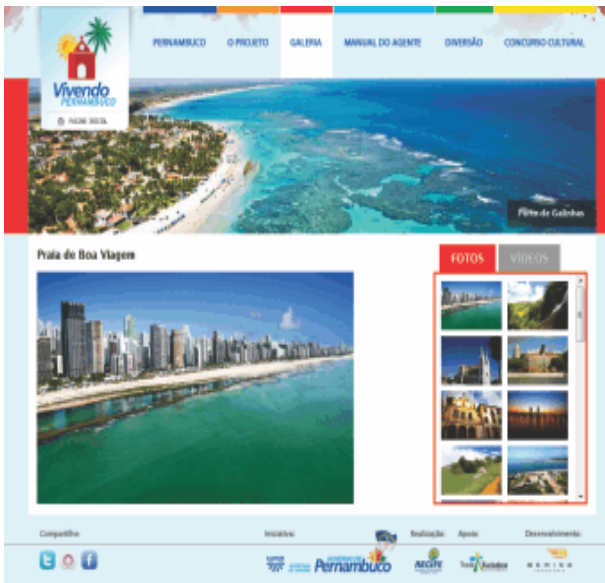 PERNAMBUCO O PROJETO GALERIA MANUAL DO AGENTE DIVERSÃO CONCURSO CULTURAL
Vivendo
PERNAMBUCO
PÁGINA INICIAL
Porto de Galinhas
Praia de Boa Viagem
FOTOS VÍDEOS
Compartilhe: Iniciativa: Realização: Apoio: Desenvolvimento:
Pernambuco
RECIFE